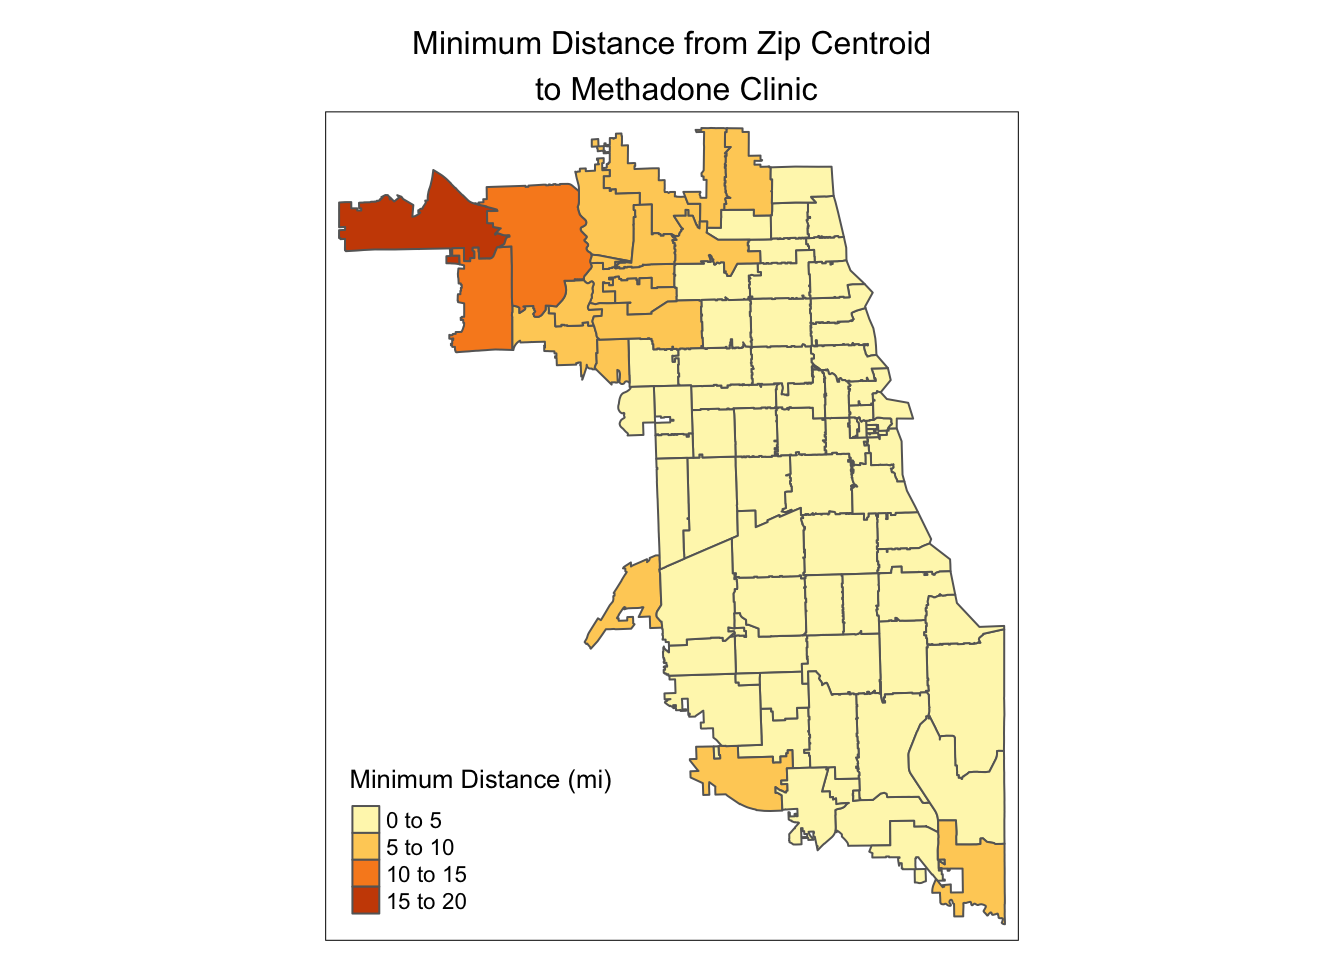 Minimum Distance from Zip Centroid
to Methadone Clinic
Minimum Distance (mi)
0 to 5
5 to 10
10 to 15
15 to 20